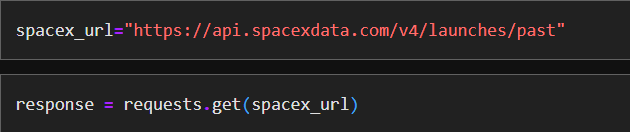 spacex_url="https://api.spacexdata.com/v4/launches/past"
response = requests.get(spacex_url)